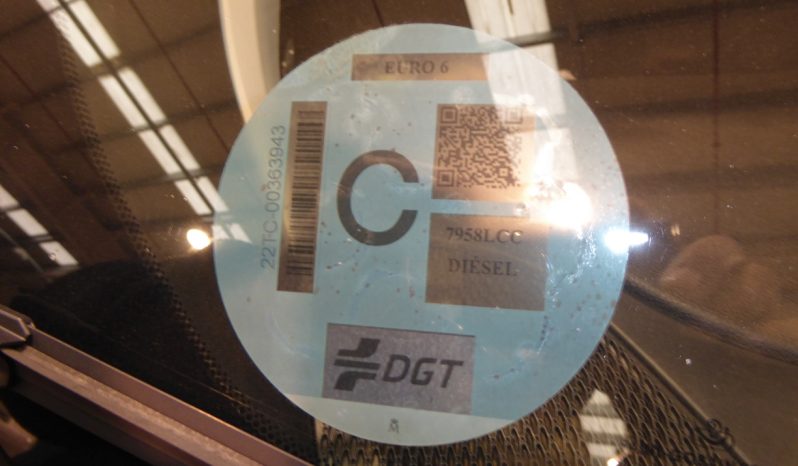 EURO 6
22TC-00363943
C
7958LCC
DIÉSEL
DGT